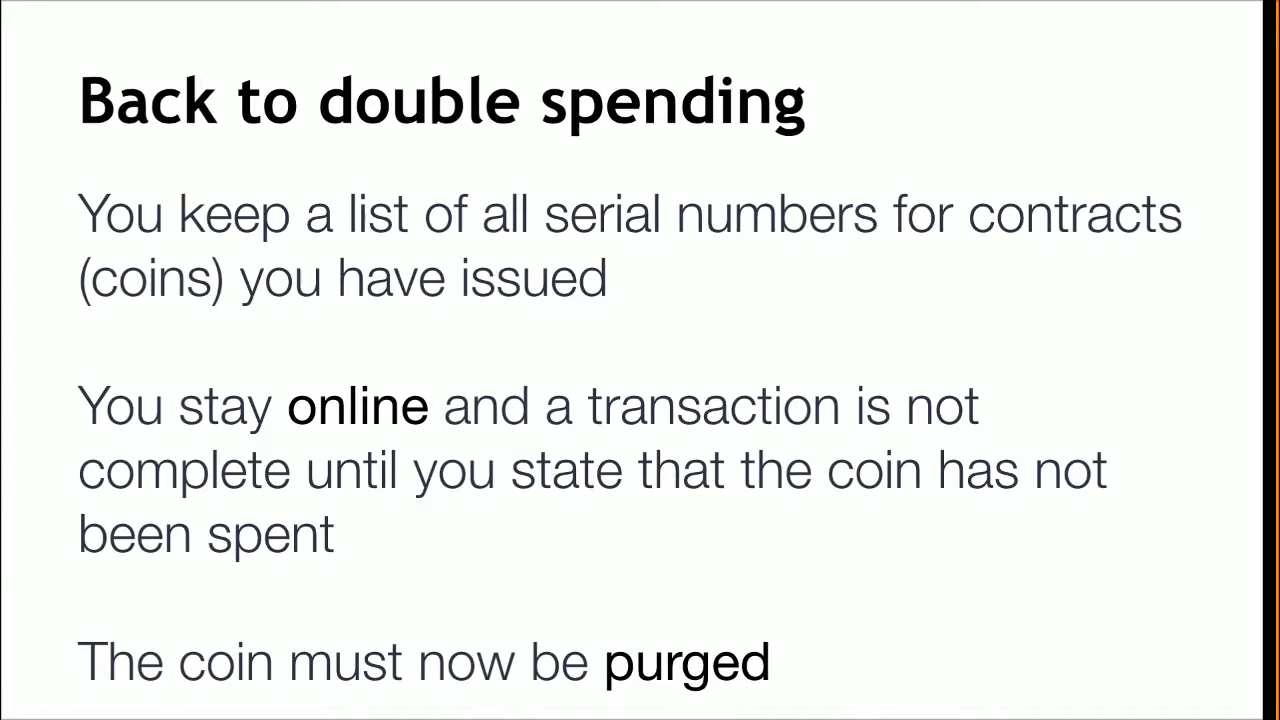 Back to double spending
You keep a list of all serial numbers for contracts
(coins) you have issued
You stay online and a transaction is not
complete until you state that the coin has not
been spent
The coin must now be purged